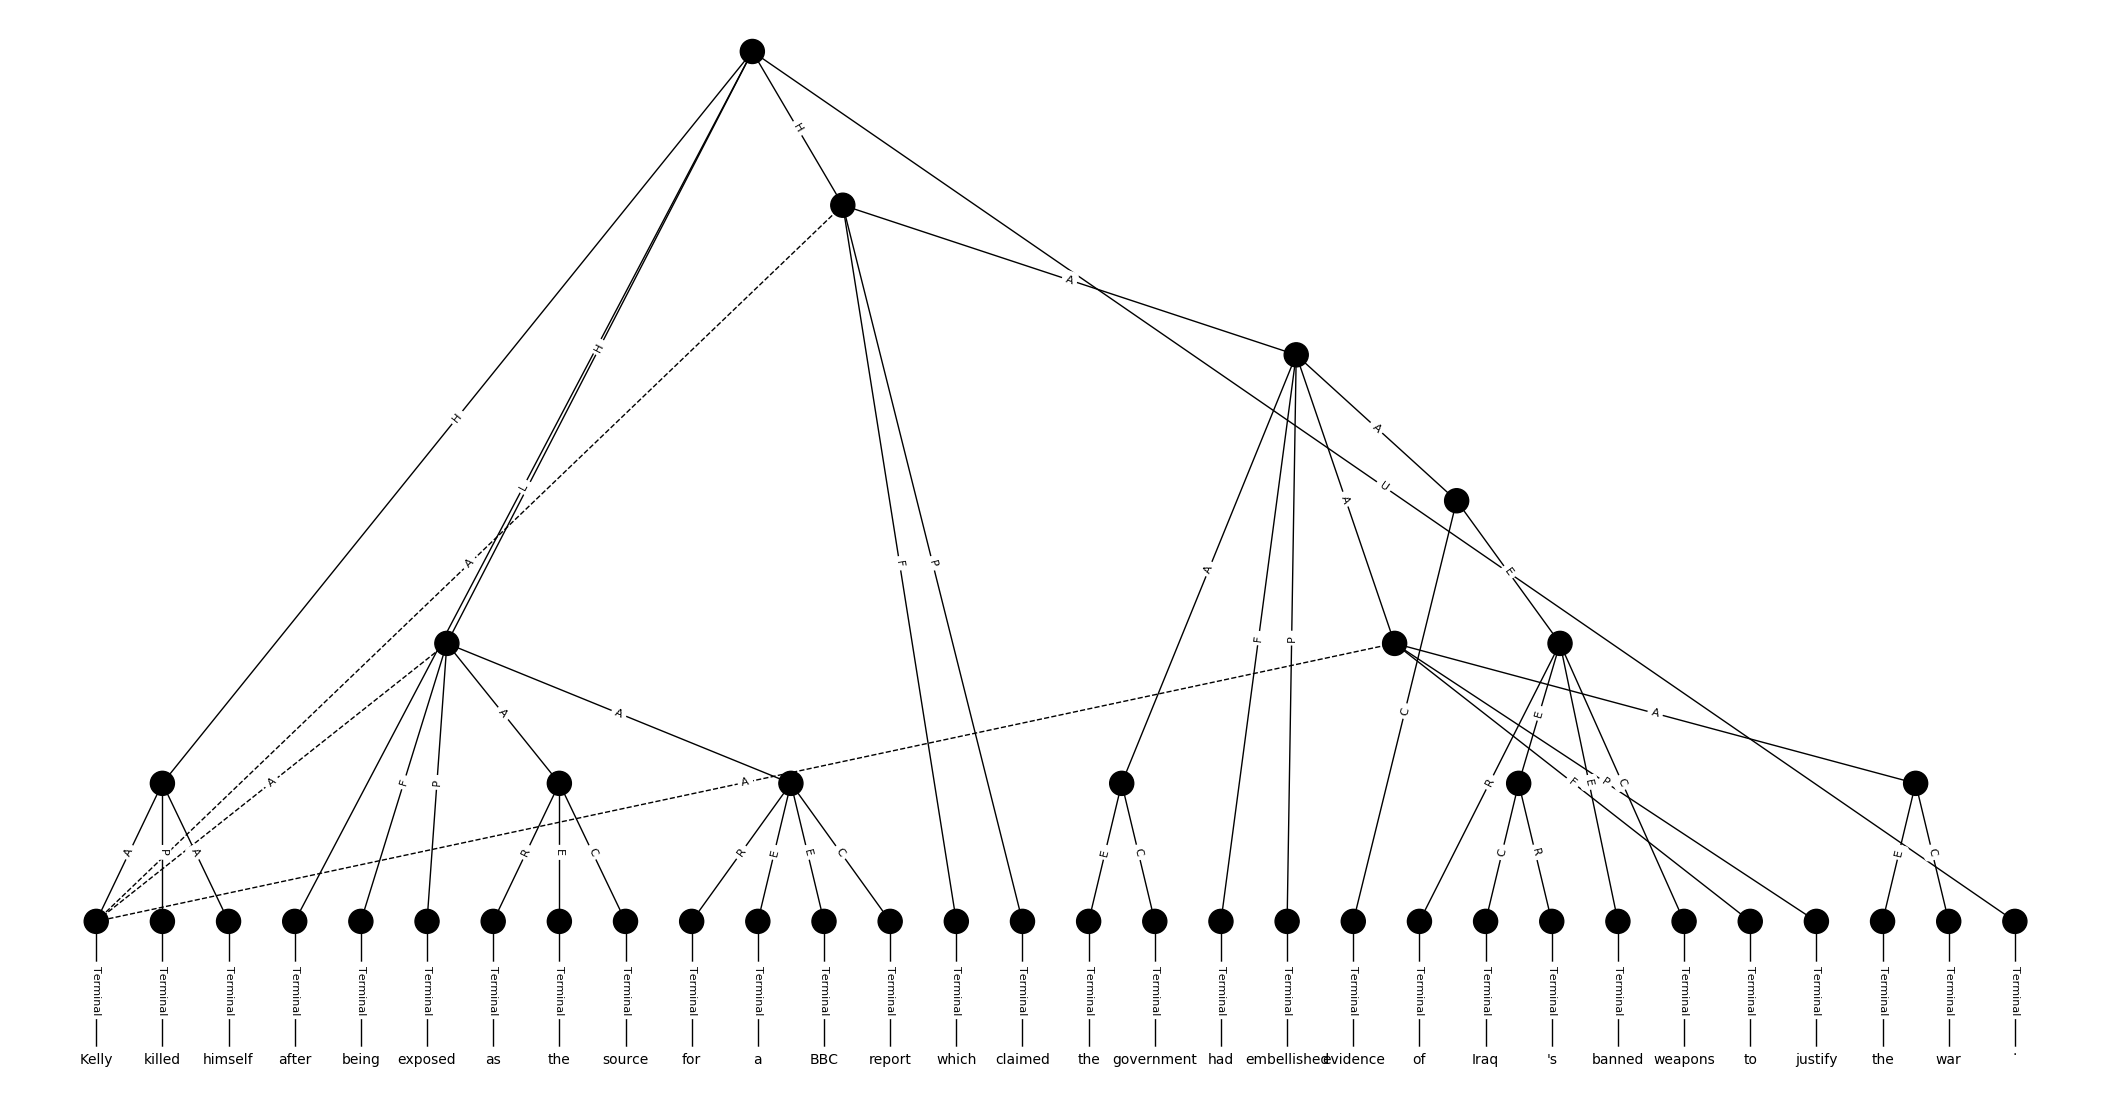 H
A
H
H
A
U
L
A
F
P
E
A
A
A
F
P
C
A
A
A
A
F
P
A
R
E
E
C
F
P
A P A
R E C
R E E C
E C
C R
E C
Terminal Terminal Terminal Terminal Terminal Terminal Terminal Terminal Terminal Terminal Terminal Terminal Terminal Terminal Terminal Terminal Terminal Terminal Terminal Terminal Terminal Terminal Terminal Terminal Terminal Terminal Terminal Terminal Terminal Terminal
Kelly killed himself after being exposed as the source for a BBC report which claimed the government had embellished evidence of Iraq 's banned weapons to justify the war .